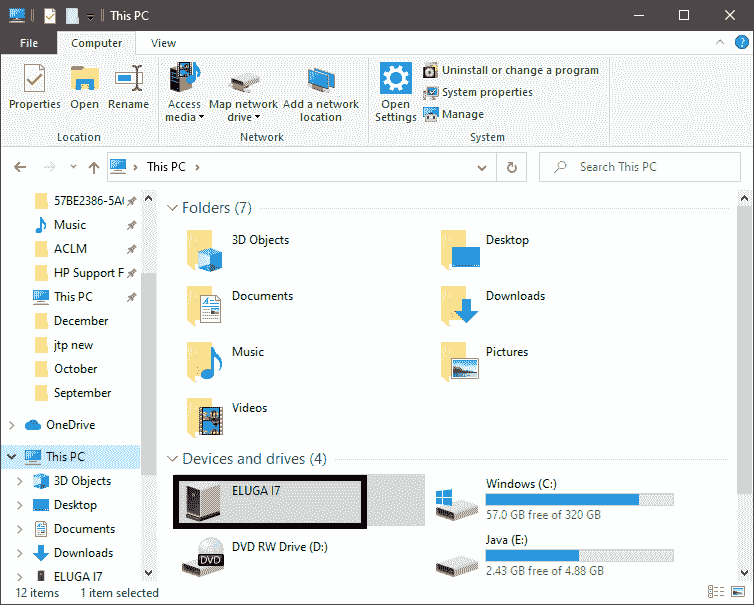 This PC
File
Computer
View
Properties
Open
Rename
Access media
Map network drive
Add a network location
Open Settings
Uninstall or change a program
System properties
Manage
Location
Network
System
This PC
Search This PC
57BE2386-5A
Music
ACLM
HP Support F
This PC
December
jtp new
October
September
OneDrive
This PC
3D Objects
Desktop
Documents
Downloads
ELUGA I7
Folders (7)
3D Objects
Desktop
Documents
Downloads
Music
Pictures
Videos
Devices and drives (4)
ELUGA I7
Windows (C:)
57.0 GB free of 320 GB
DVD RW Drive (D:)
DVD
Java (E:)
2.43 GB free of 4.88 GB
12 items
1 item selected